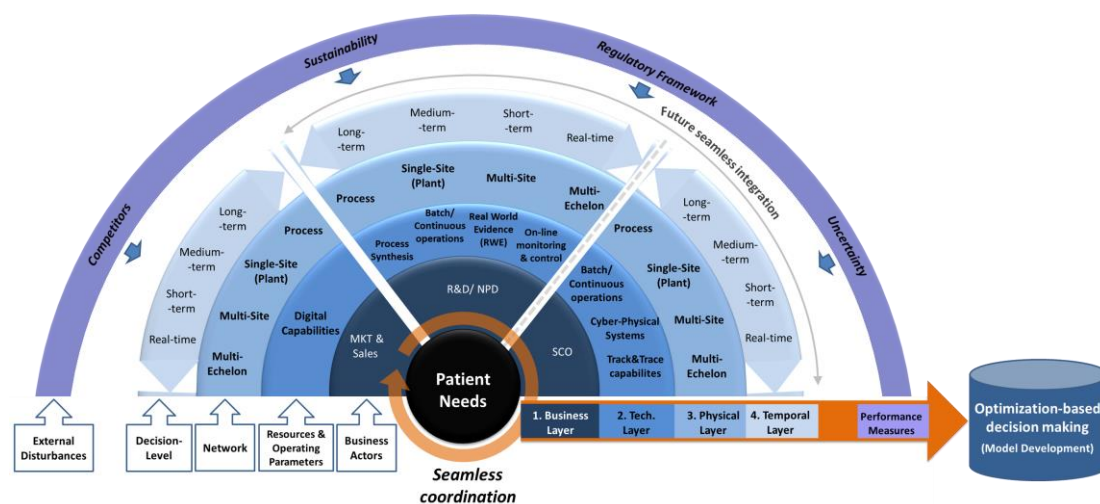 Sustainability
Regulatory Framework
Competitors
Uncertainty
Future seamless integration
Long-
-term
Medium-
-term
Short-
-term
Real-time
Long-
-term
Medium-
-term
Short-
-term
Real-time
Long-
-term
Medium-
-term
Short-
-term
Real-time
Process
Single-Site
(Plant)
Multi-Site
Multi-
Echelon
Process
Single-Site
(Plant)
Multi-Site
Multi-
Echelon
Process
Single-Site
(Plant)
Multi-Site
Multi-
Echelon
Digital
Capabilities
Process
Synthesis
Batch/
Continuous
operations
Real World
Evidence
(RWE)
On-line
monitoring
& control
Batch/
Continuous
operations
Cyber-Physical
Systems
Track&Trace
capabilites
MKT &
Sales
R&D/ NPD
SCO
Patient
Needs
Seamless
coordination
External
Disturbances
Decision-
Level
Network
Resources &
Operating
Parameters
Business
Actors
1. Business
Layer
2. Tech.
Layer
3. Physical
Layer
4. Temporal
Layer
Performance
Measures
Optimization-based
decision making
(Model Development)